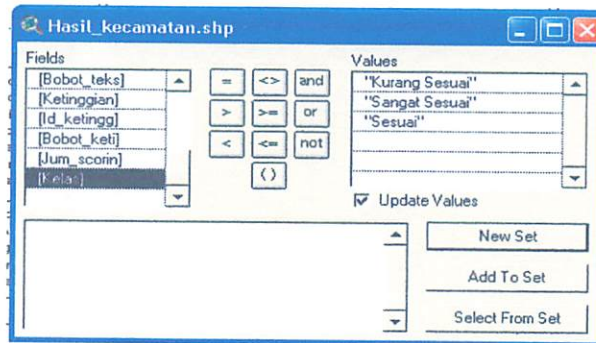 Hasil_kecamatan.shp
Fields
[Bobot_teks]
[Ketinggian]
[Id_ketingg]
[Bobot_keti]
[Jum_scorin]
[Kelas]
= <> and
> >= or
< <= not
()
Values
"Kurang Sesuai"
"Sangat Sesuai"
"Sesuai"
Update Values
New Set
Add To Set
Select From Set